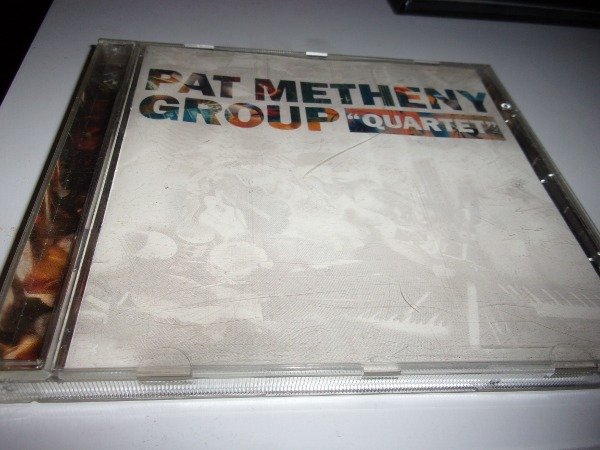 PAT METHENY
GROUP "QUARTET"